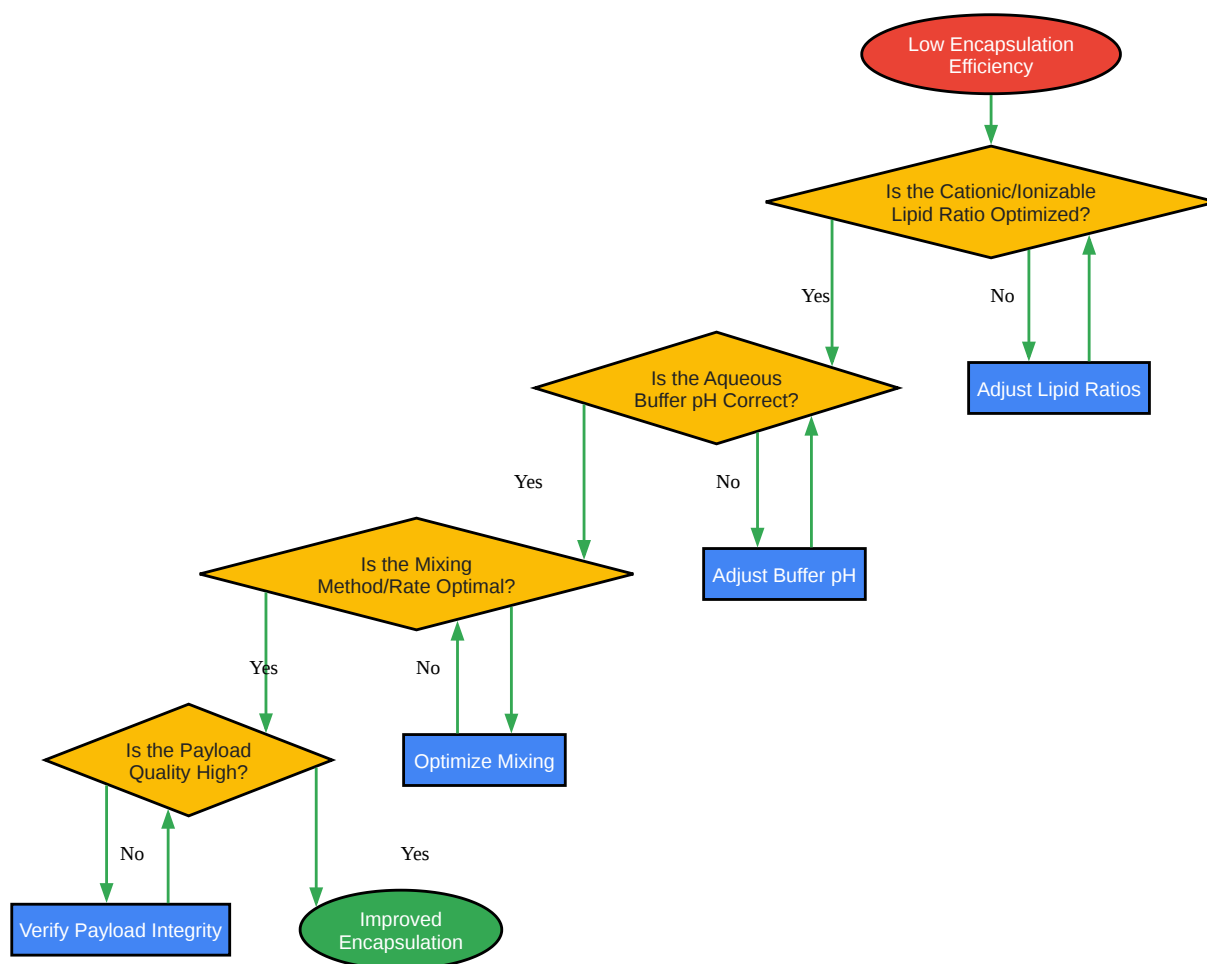 Low Encapsulation
Efficiency
Is the Cationic/Ionizable
Lipid Ratio Optimized?
Yes
No
Is the Aqueous
Buffer pH Correct?
Adjust Lipid Ratios
Yes
No
Is the Mixing
Method/Rate Optimal?
Adjust Buffer pH
Yes
No
Is the Payload
Quality High?
Optimize Mixing
No
Yes
Verify Payload Integrity
Improved
Encapsulation